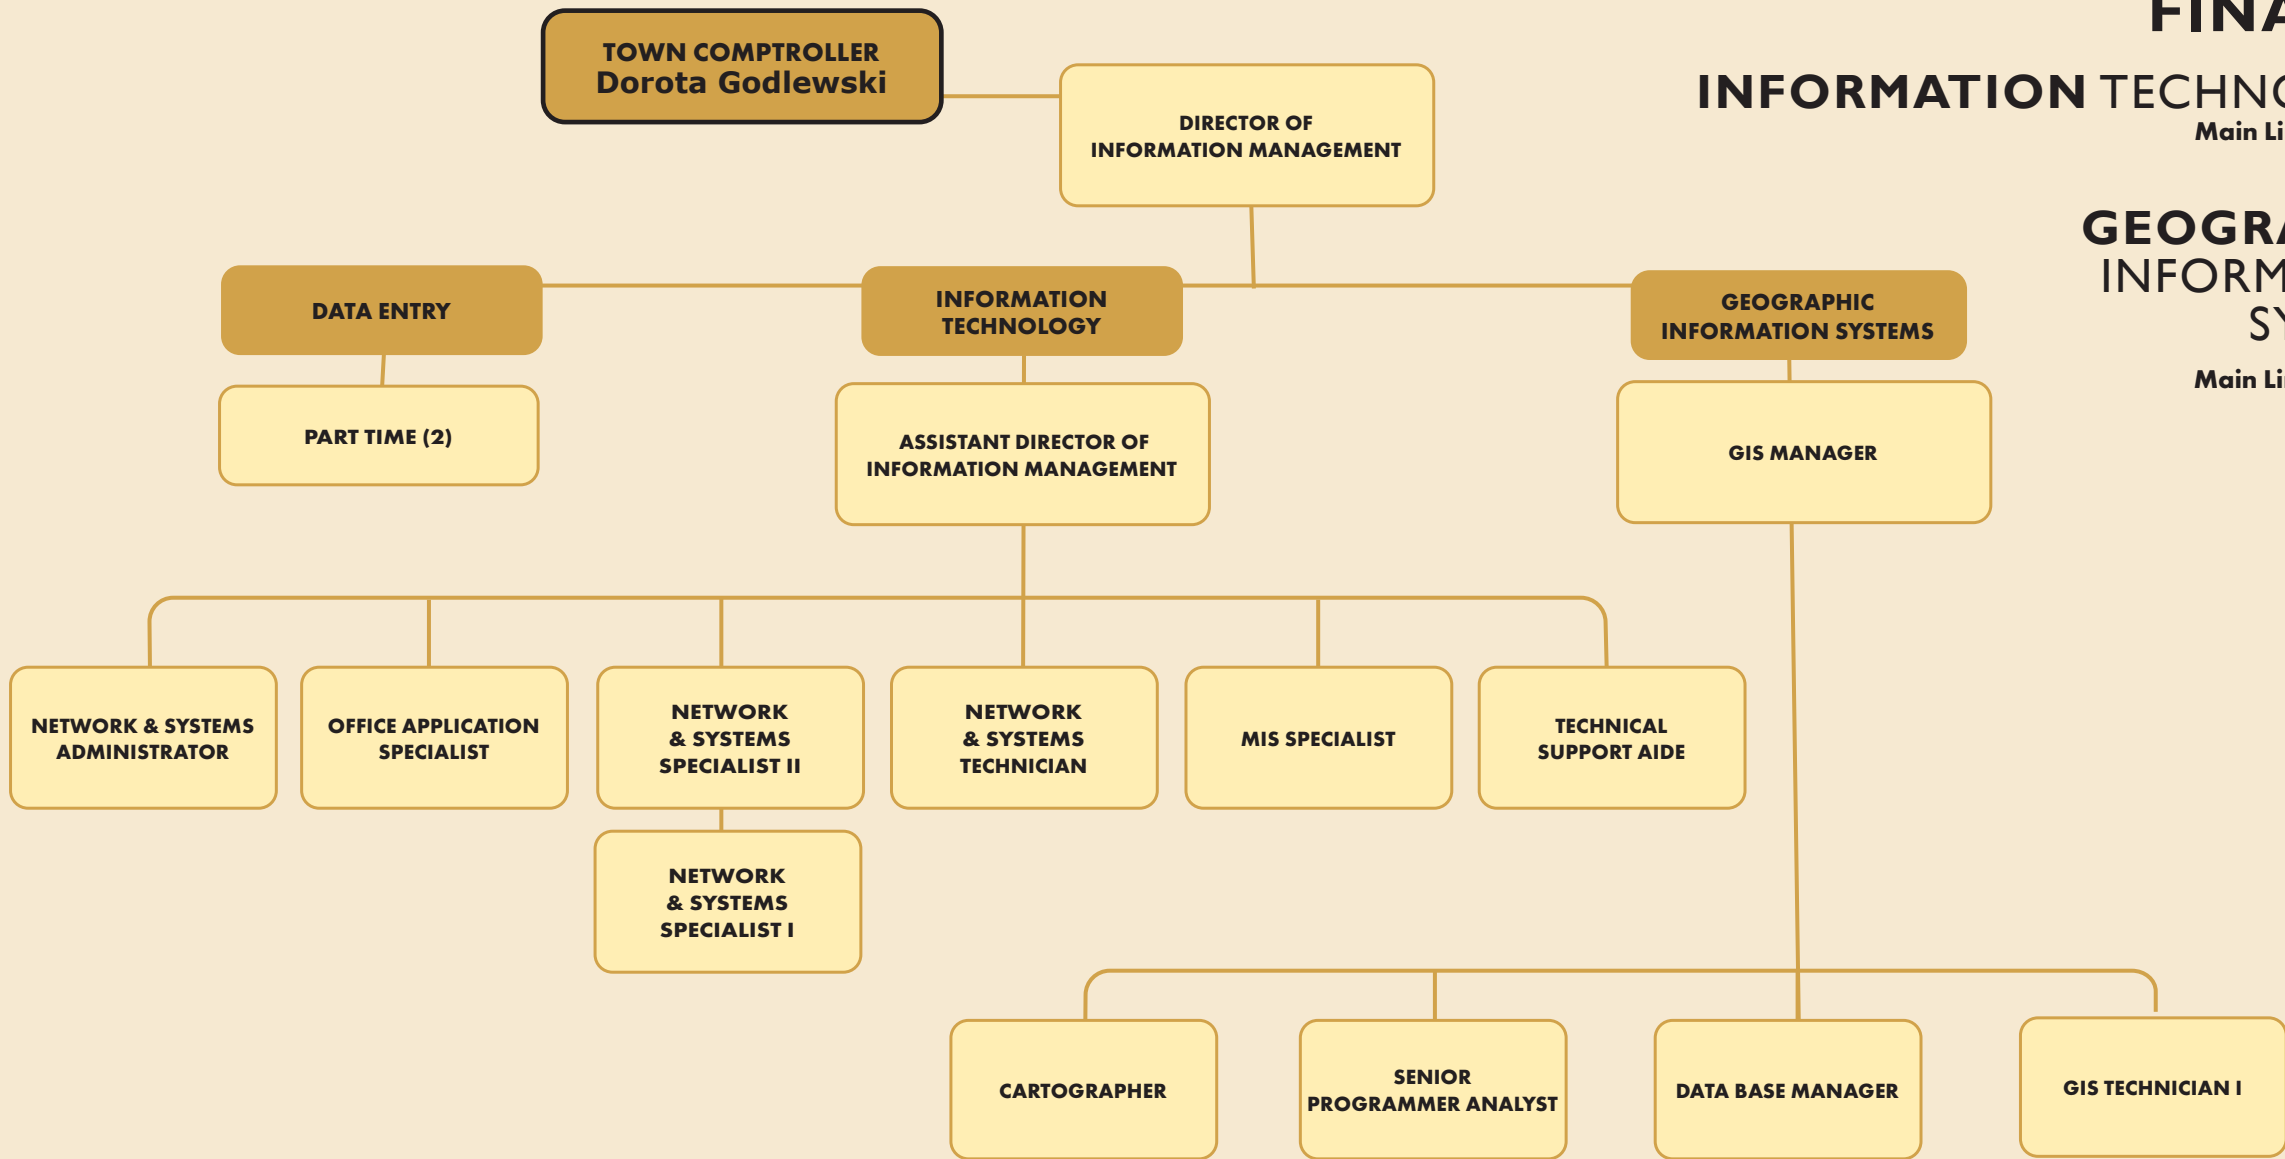 TOWN COMPTROLLER
Dorota Godlewski
DIRECTOR OF
INFORMATION MANAGEMENT
INFORMATION
Main
DATA ENTRY
INFORMATION
TECHNOLOGY
GEOGRAPHIC
INFORMATION SYSTEMS
Main
PART TIME (2)
ASSISTANT DIRECTOR OF
INFORMATION MANAGEMENT
GIS MANAGER
NETWORK & SYSTEMS
ADMINISTRATOR
OFFICE APPLICATION
SPECIALIST
NETWORK
& SYSTEMS
SPECIALIST II
NETWORK
& SYSTEMS
TECHNICIAN
MIS SPECIALIST
TECHNICAL
SUPPORT AIDE
NETWORK
& SYSTEMS
SPECIALIST I
CARTOGRAPHER
SENIOR
PROGRAMMER ANALYST
DATA BASE MANAGER
GIS TECHNICIAN I